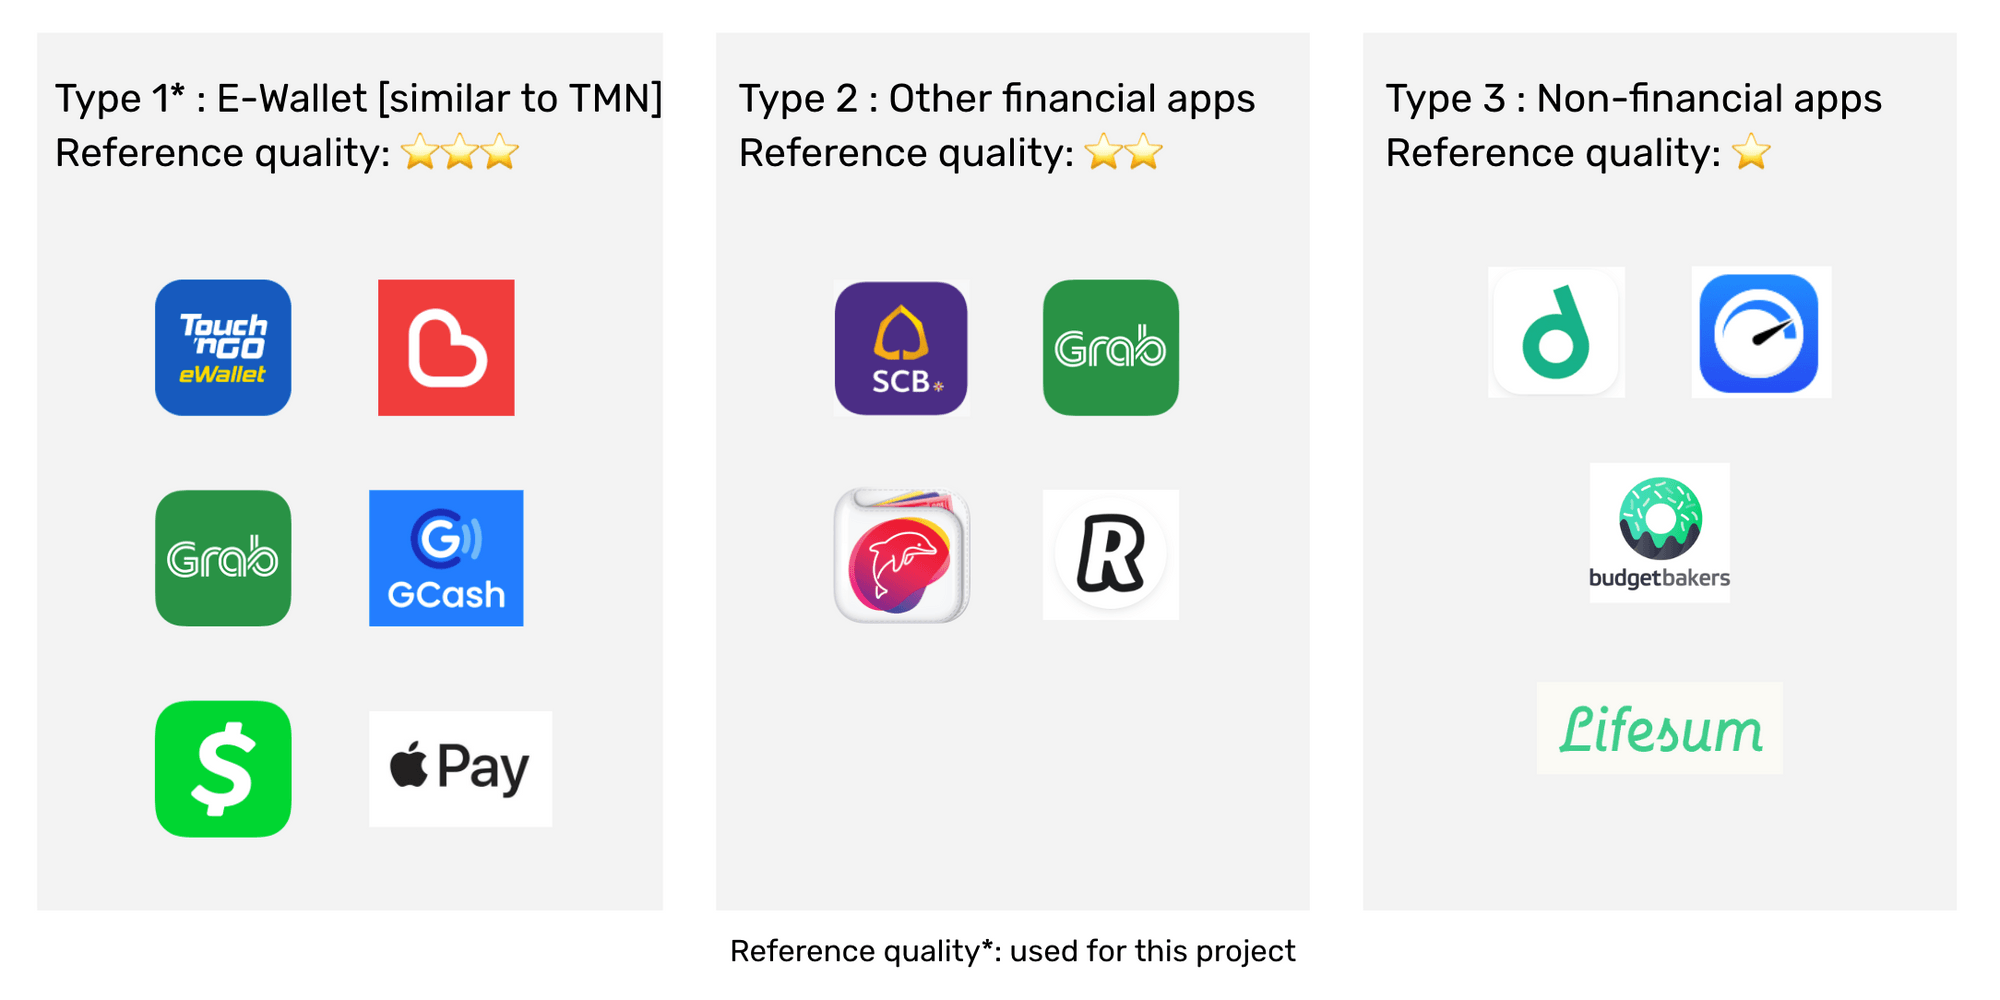 Type 1* : E-Wallet [similar to TMN]
Reference quality: ⭐⭐⭐
Touch
'nGO
eWallet
Grab
G
GCash
$
Pay
Type 2 : Other financial apps
Reference quality: ⭐⭐
SCB
Grab
R
Type 3 : Non-financial apps
Reference quality: ⭐
d
budgetbakers
Lifesum
Reference quality*: used for this project